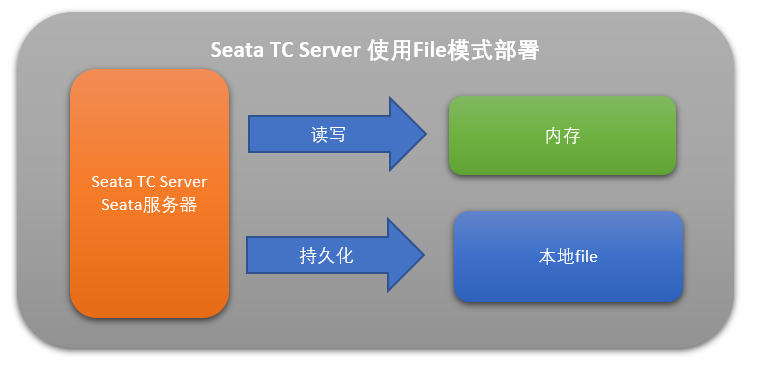 Seata TC Server 使用File模式部署
Seata TC Server
Seata服务器
读写
内存
持久化
本地file